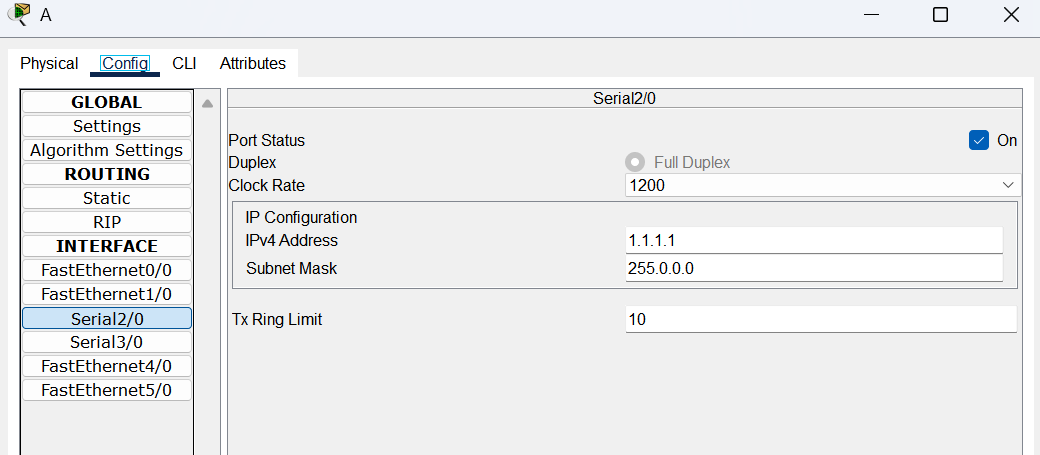 A
Physical Config CLI Attributes
GLOBAL
Settings
Algorithm Settings
ROUTING
Static
RIP
INTERFACE
FastEthernet0/0
FastEthernet1/0
Serial2/0
Serial3/0
FastEthernet4/0
FastEthernet5/0
Serial2/0
Port Status On
Duplex Full Duplex
Clock Rate 1200
IP Configuration
IPv4 Address 1.1.1.1
Subnet Mask 255.0.0.0
Tx Ring Limit 10